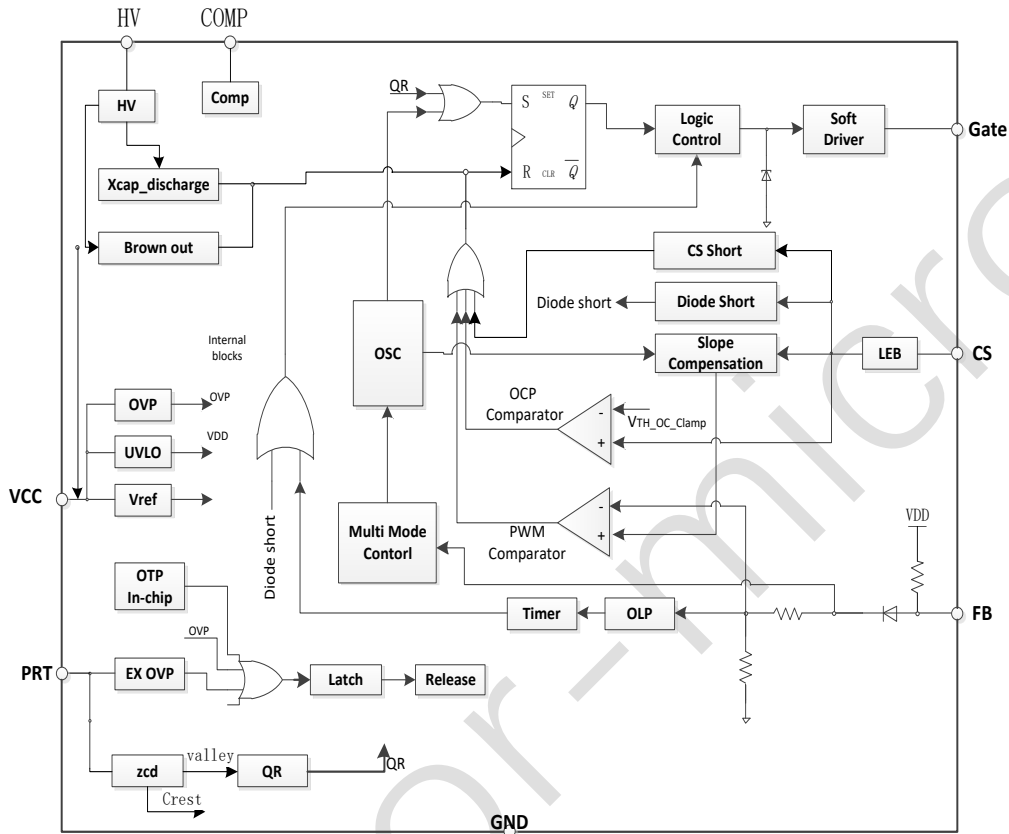 HV
COMP
HV
Comp
QR
S
SET
Q
R
CLR
Q
Logic
Control
Soft
Driver
Gate
Xcap_discharge
Brown out
CS Short
Diode short
Diode Short
Internal
blocks
OSC
Slope
Compensation
LEB
CS
OVP
OVP
OCP
Comparator
-
+
VTH_OC_Clamp
UVLO
VDD
VCC
Vref
Diode short
Multi Mode
Contorl
PWM
Comparator
-
+
VDD
OTP
In-chip
Timer
OLP
FB
OVP
PRT
EX OVP
Latch
Release
zcd
valley
QR
QR
Crest
GND
or-micro